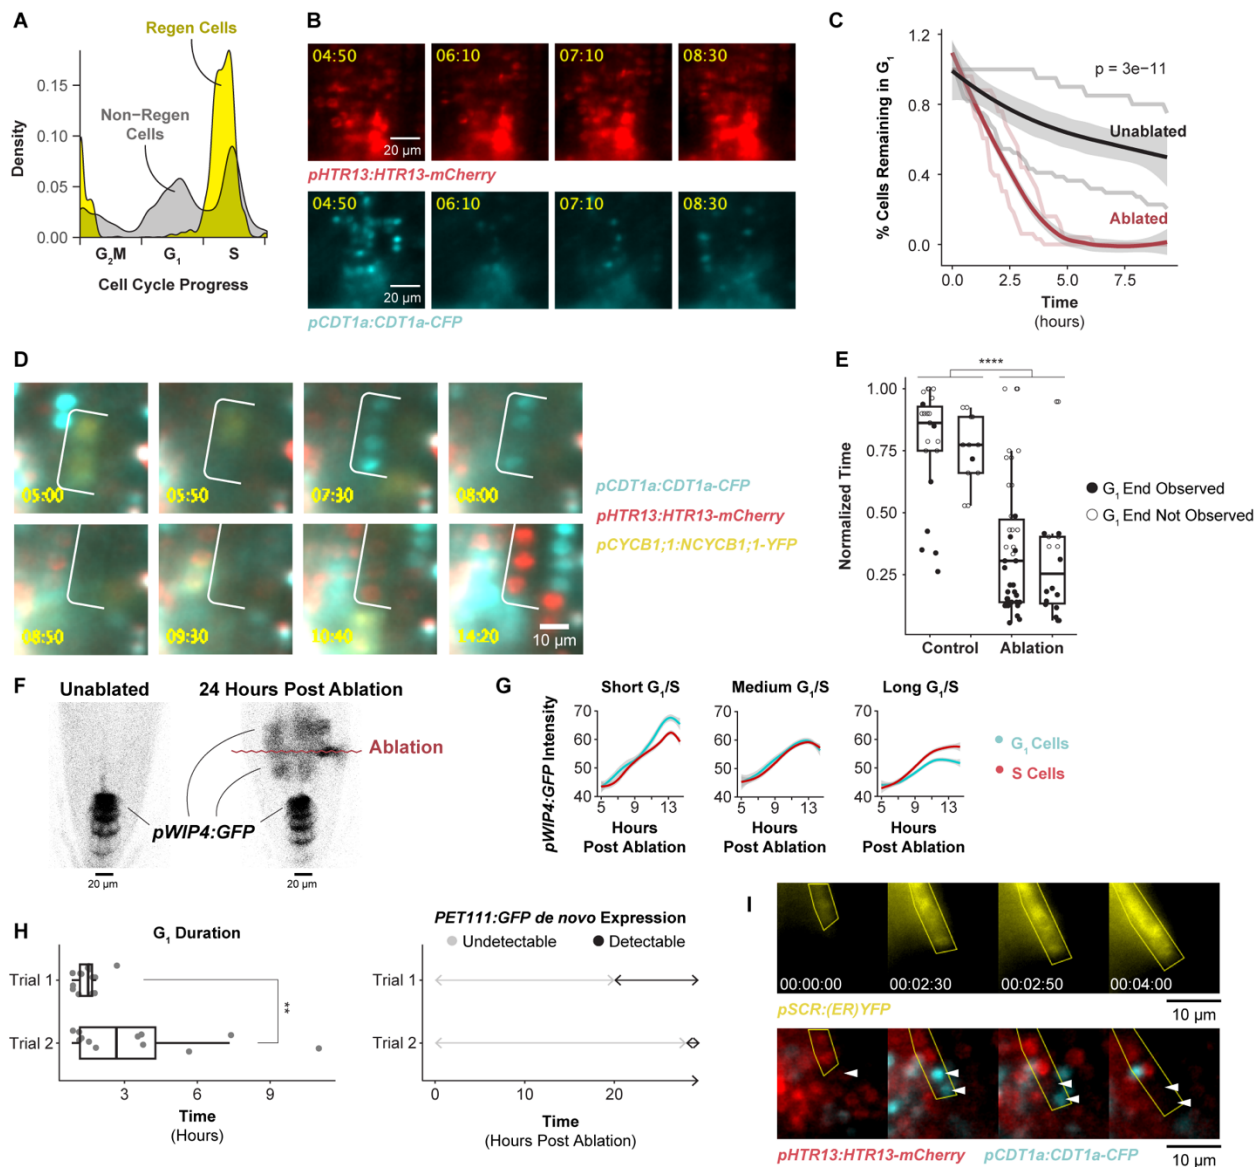 A
Regen Cells
Non-Regen
Cells
Density
0.15
0.10
0.05
0.00
G2M G1 S
Cell Cycle Progress
B
04:50 06:10 07:10 08:30
20 µm
pHTR13:HTR13-mCherry
04:50 06:10 07:10 08:30
20 µm
pCDT1a:CDT1a-CFP
C
% Cells Remaining in G1
1.2
0.8
0.4
0.0
p = 3e−11
Unablated
Ablated
0.0 2.5 5.0 7.5
Time
(hours)
D
05:00 05:50 07:30 08:00
08:50 09:30 10:40 14:20
10 µm
pCDT1a:CDT1a-CFP
pHTR13:HTR13-mCherry
pCYCB1;1:NCYCB1;1-YFP
E
****
Normalized Time
1.00
0.75
0.50
0.25
Control Ablation
G1 End Observed
G1 End Not Observed
F
Unablated 24 Hours Post Ablation
Ablation
pWIP4:GFP
20 µm 20 µm
G
Short G1/S Medium G1/S Long G1/S
pWIP4:GFP Intensity
70 70 70
60 60 60
50 50 50
40 40 40
5 9 13 5 9 13 5 9 13
Hours Hours Hours
Post Ablation Post Ablation Post Ablation
G1 Cells
S Cells
H
G1 Duration
Trial 1
Trial 2
**
3 6 9
Time
(Hours)
PET111:GFP de novo Expression
Undetectable Detectable
Trial 1
Trial 2
0 10 20
Time
(Hours Post Ablation)
I
00:00:00 00:02:30 00:02:50 00:04:00
pSCR:(ER)YFP
10 µm
pHTR13:HTR13-mCherry pCDT1a:CDT1a-CFP
10 µm